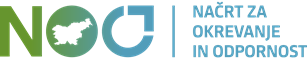 NOO
NAČRT ZA
OKREVANJE
IN ODPORNOST